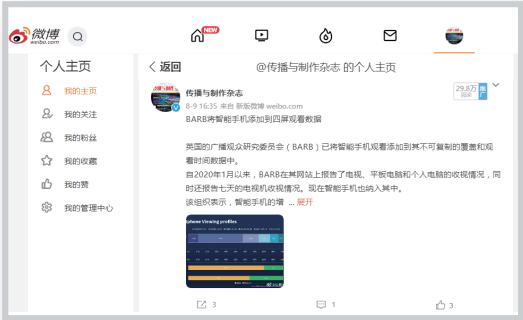 微博
weibo.com
NEW
个人主页
返回
@传播与制作杂志 的个人主页
我的主页
我的关注
我的粉丝
我的收藏
我的赞
我的管理中心
传播与制作杂志
8-9 16:35 来自 新版微博 weibo.com
29.8万
阅读
推广
BARB将智能手机添加到四屏观看数据
英国的广播观众研究委员会（BARB）已将智能手机观看添加到其不可复制的覆盖和观
看时间数据中。
自2020年1月以来，BARB在其网站上报告了电视、平板电脑和个人电脑的收视情况，同
时还报告七天的电视机收视情况。现在智能手机也纳入其中。
该组织表示，智能手机的增 ... 展开
phone Viewing profiles
3
1
3